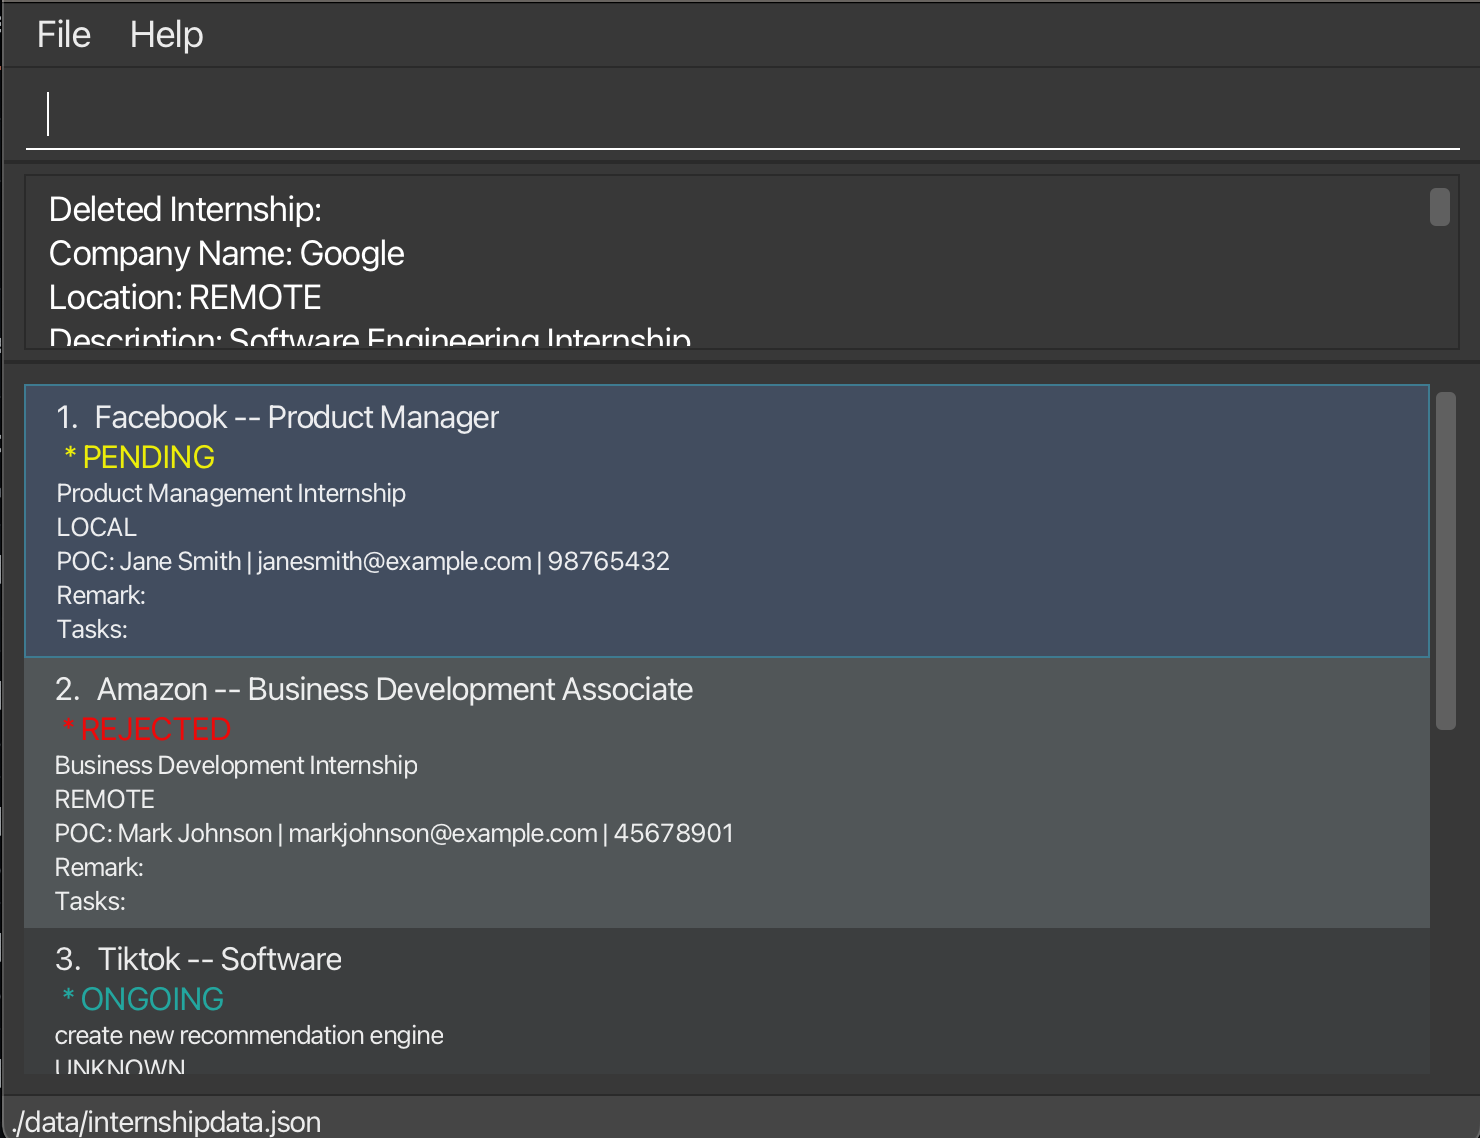 File Help
Deleted Internship:
Company Name: Google
Location: REMOTE
Description: Software Engineering Internship
1. Facebook -- Product Manager
* PENDING
Product Management Internship
LOCAL
POC: Jane Smith | janesmith@example.com | 98765432
Remark:
Tasks:
2. Amazon -- Business Development Associate
* REJECTED
Business Development Internship
REMOTE
POC: Mark Johnson | markjohnson@example.com | 45678901
Remark:
Tasks:
3. Tiktok -- Software
* ONGOING
create new recommendation engine
UNKNOWN
./data/internshipdata.json